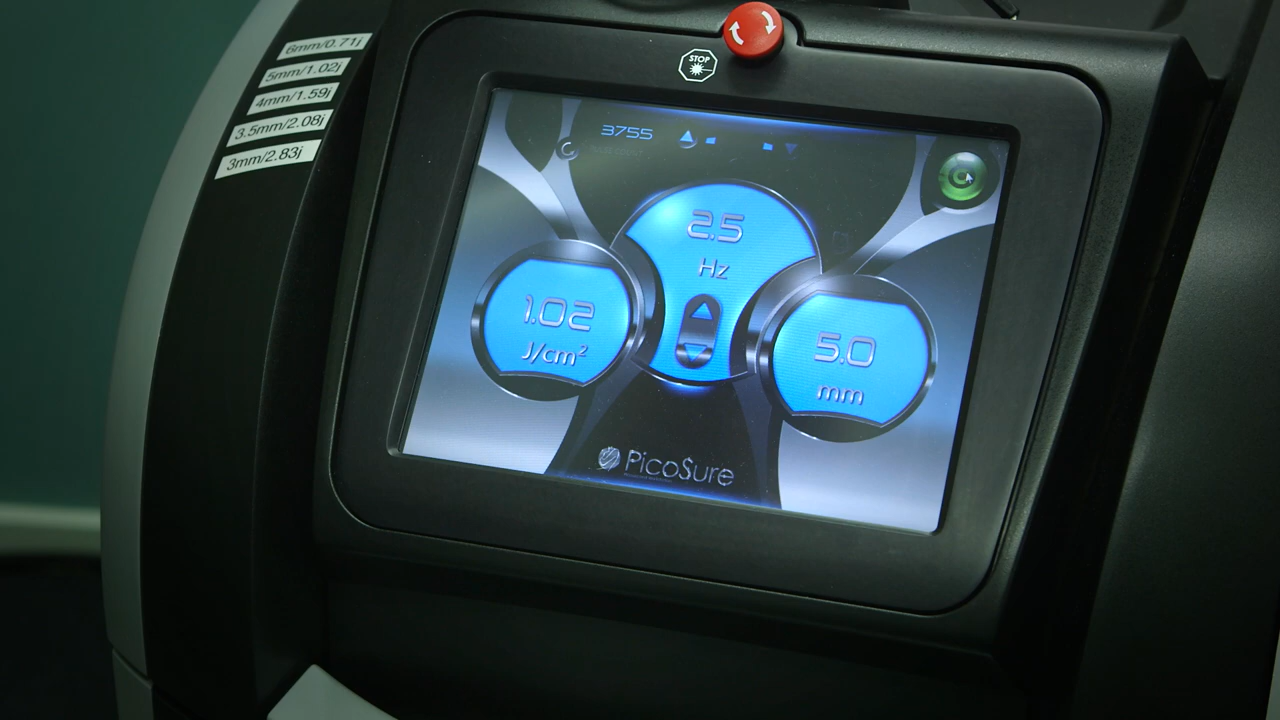 6mm/0.71j
5mm/1.02j
4mm/1.59j
3.5mm/2.08j
3mm/2.83j
STOP
3755
2.5
Hz
1.02
J/cm²
5.0
mm
PicoSure